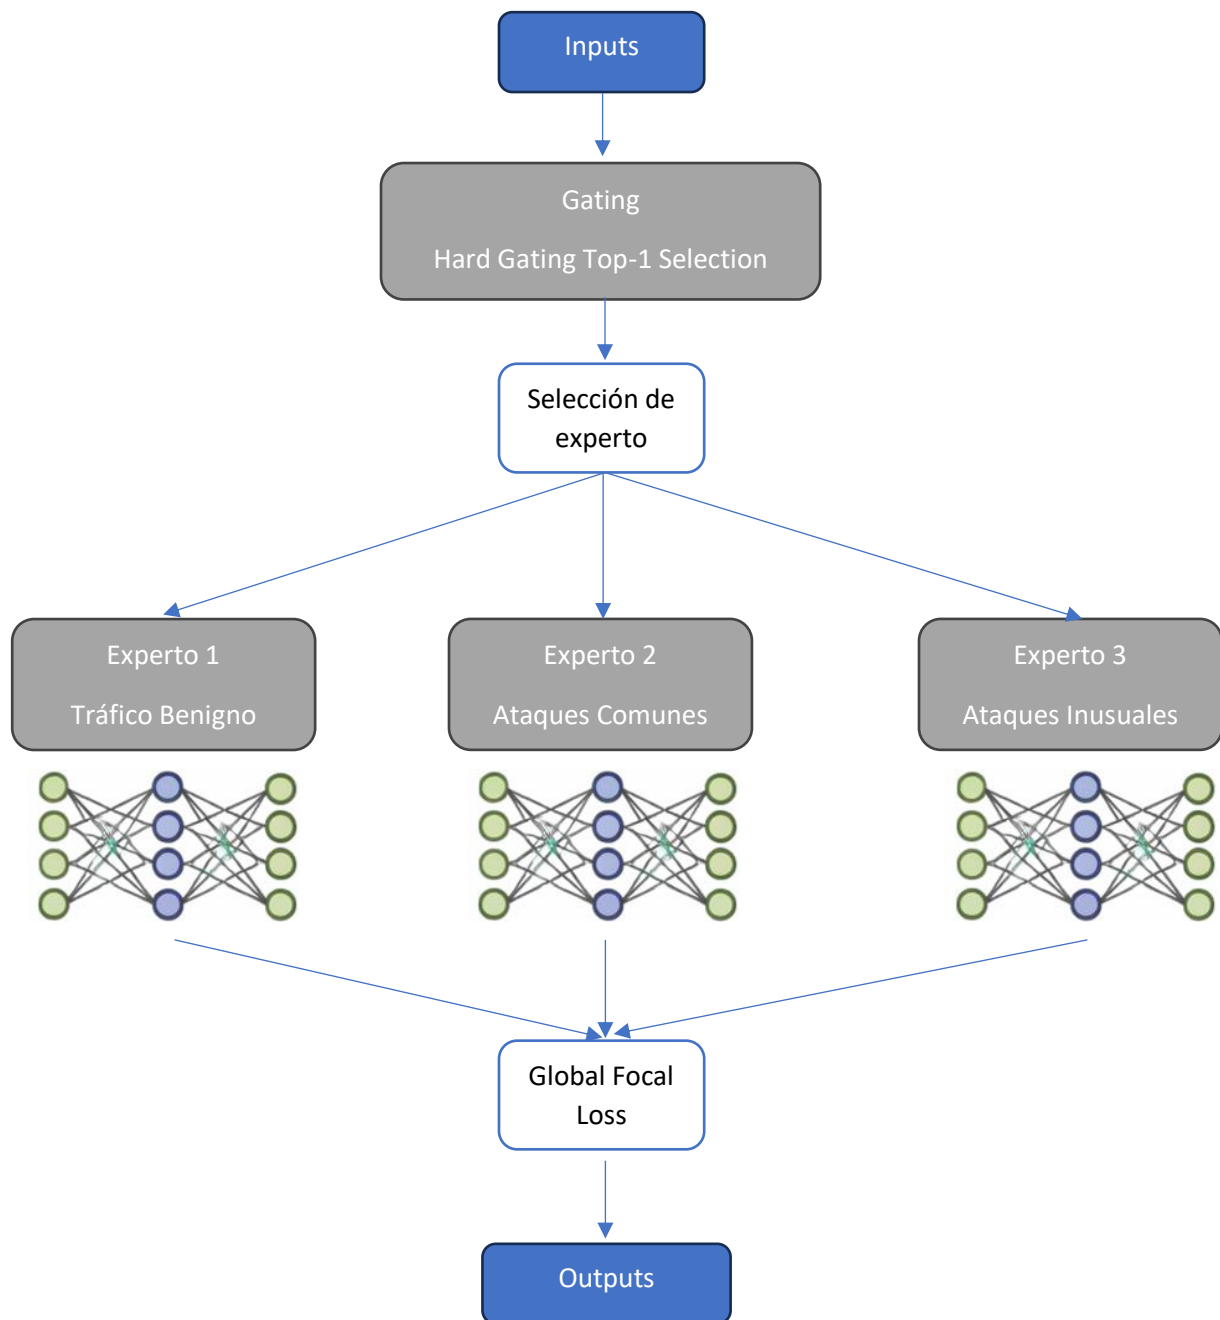 Inputs
Gating
Hard Gating Top-1 Selection
Selección de
experto
Experto 1
Tráfico Benigno
Experto 2
Ataques Comunes
Experto 3
Ataques Inusuales
Global Focal
Loss
Outputs